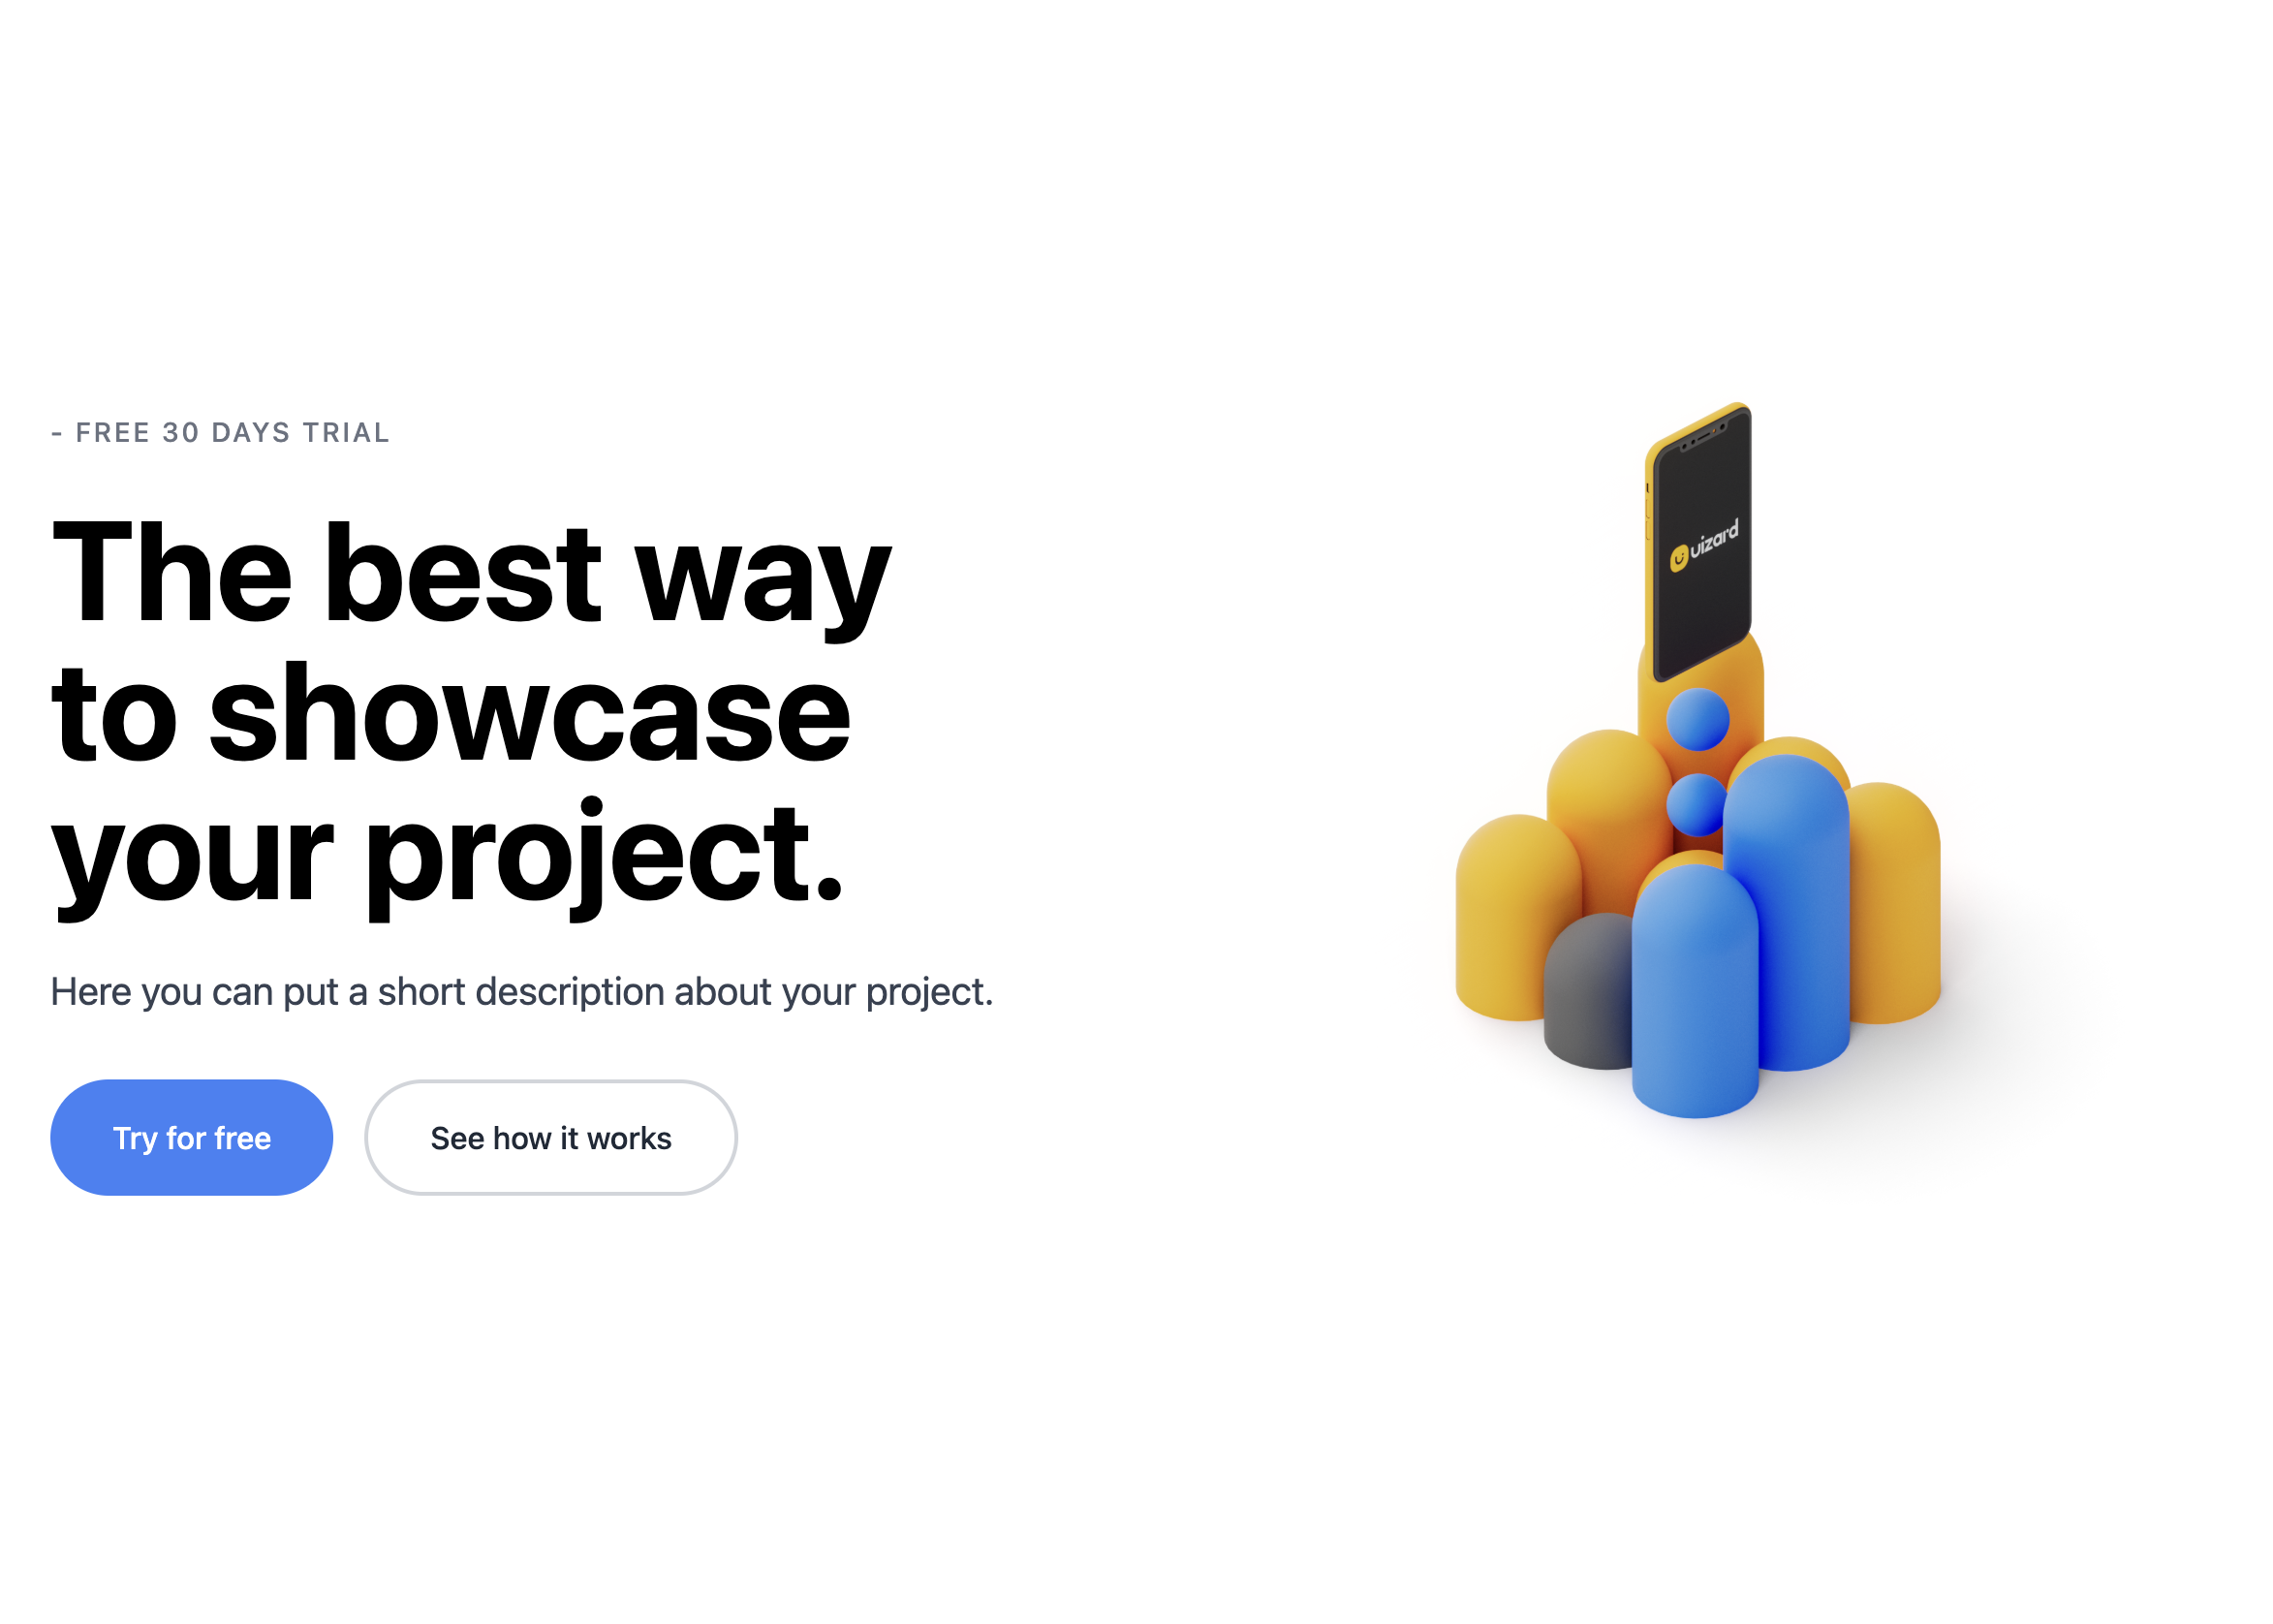 - FREE 30 DAYS TRIAL
The best way
to showcase
your project.
Here you can put a short description about your project.
Try for free
See how it works
uizard